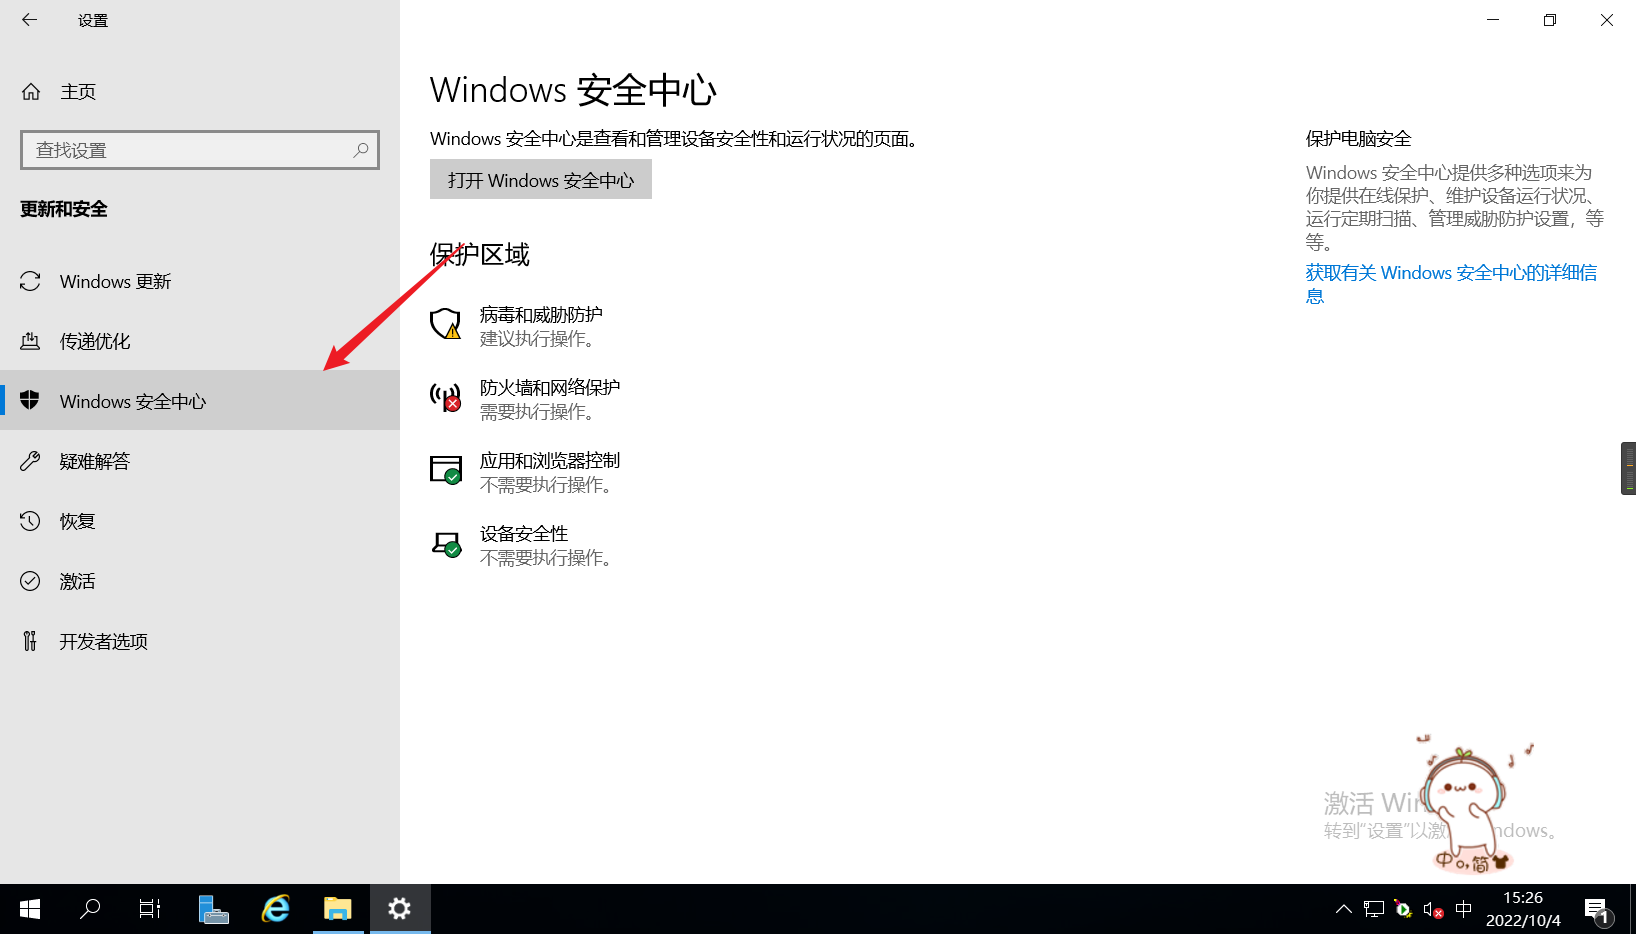 设置
主页
查找设置
更新和安全
Windows 更新
传递优化
Windows 安全中心
疑难解答
恢复
激活
开发者选项
Windows 安全中心
Windows 安全中心是查看和管理设备安全性和运行状况的页面。
打开 Windows 安全中心
保护区域
病毒和威胁防护
建议执行操作。
防火墙和网络保护
需要执行操作。
应用和浏览器控制
不需要执行操作。
设备安全性
不需要执行操作。
保护电脑安全
Windows 安全中心提供多种选项来为
你提供在线保护、维护设备运行状况、
运行定期扫描、管理威胁防护设置，等
等。
获取有关 Windows 安全中心的详细信
息
激活 Win
转到“设置”以激 ndows。
中 简
中
15:26
2022/10/4
1